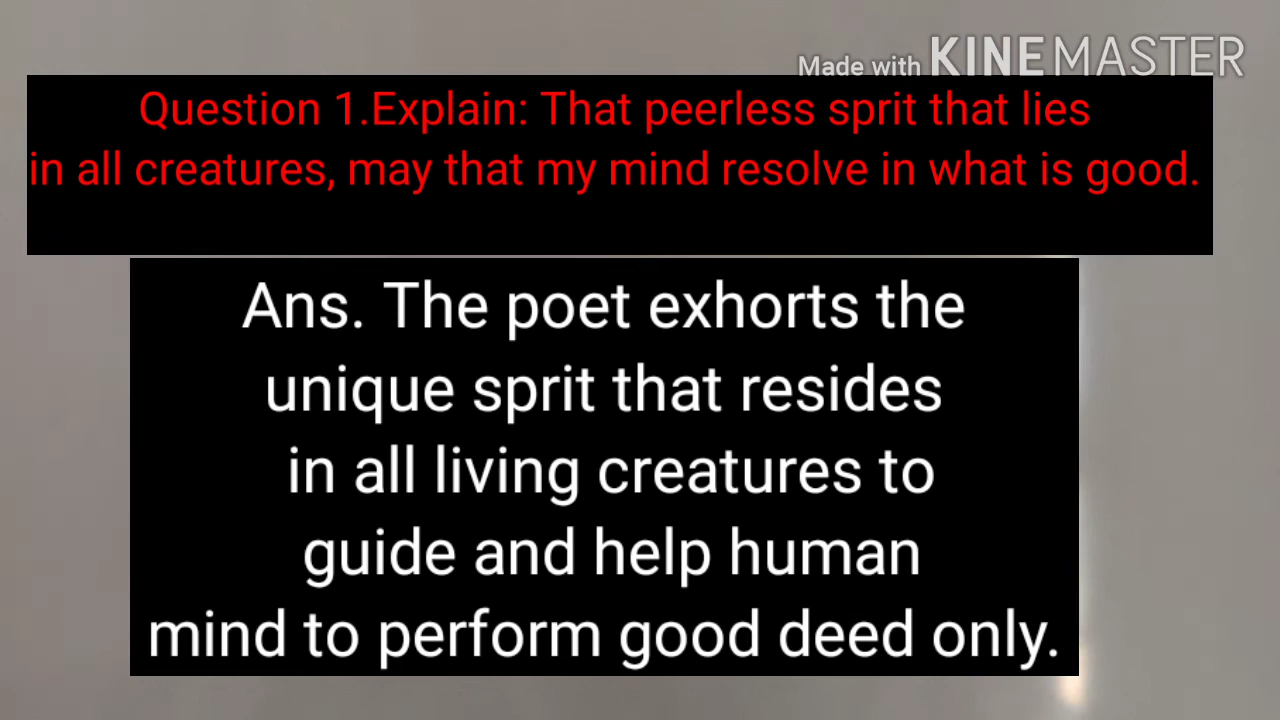 Made with KINEMASTER
Question 1.Explain: That peerless sprit that lies
in all creatures, may that my mind resolve in what is good.
Ans. The poet exhorts the
unique sprit that resides
in all living creatures to
guide and help human
mind to perform good deed only.